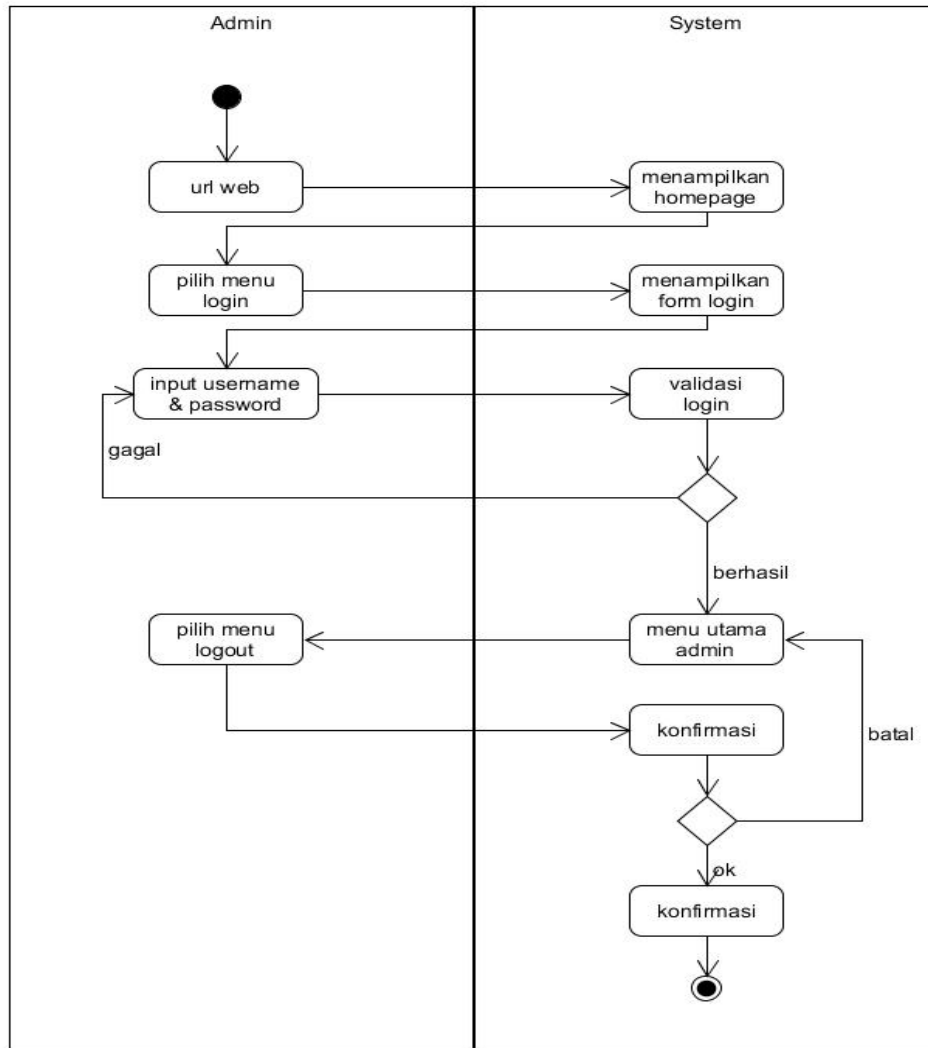 Admin
System
url web
menampilkan
homepage
pilih menu
login
menampilkan
form login
input username
& password
validasi
login
gagal
berhasil
pilih menu
logout
menu utama
admin
konfirmasi
batal
ok
konfirmasi